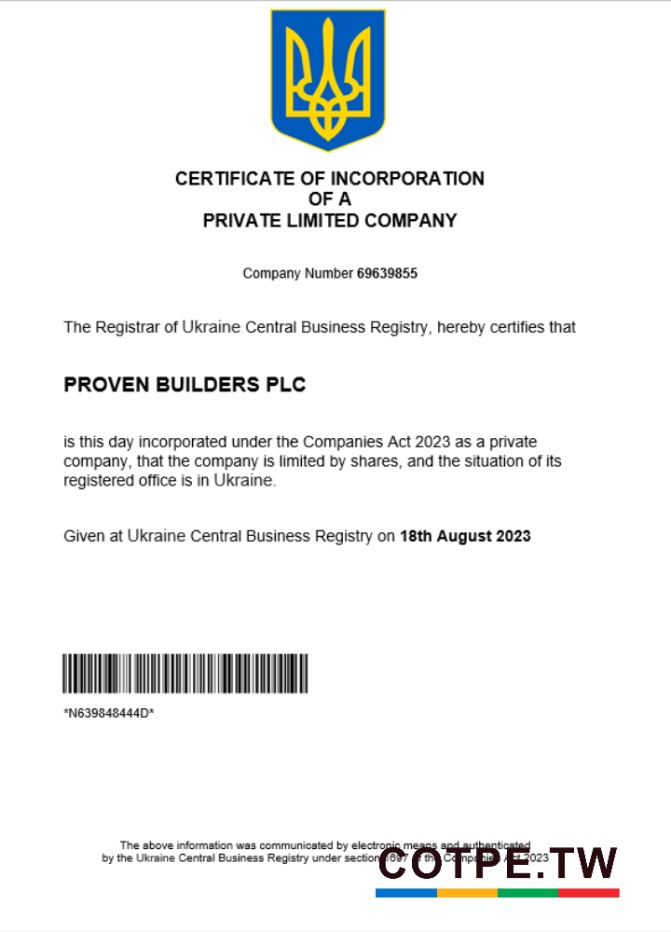 CERTIFICATE OF INCORPORATION
OF A
PRIVATE LIMITED COMPANY
Company Number 69639855
The Registrar of Ukraine Central Business Registry, hereby certifies that
PROVEN BUILDERS PLC
is this day incorporated under the Companies Act 2023 as a private
company, that the company is limited by shares, and the situation of its
registered office is in Ukraine.
Given at Ukraine Central Business Registry on 18th August 2023
*N639848444D*
The above information was communicated by electronic means and authenticated
by the Ukraine Central Business Registry under section the Companies Act 2023
COTPE.TW